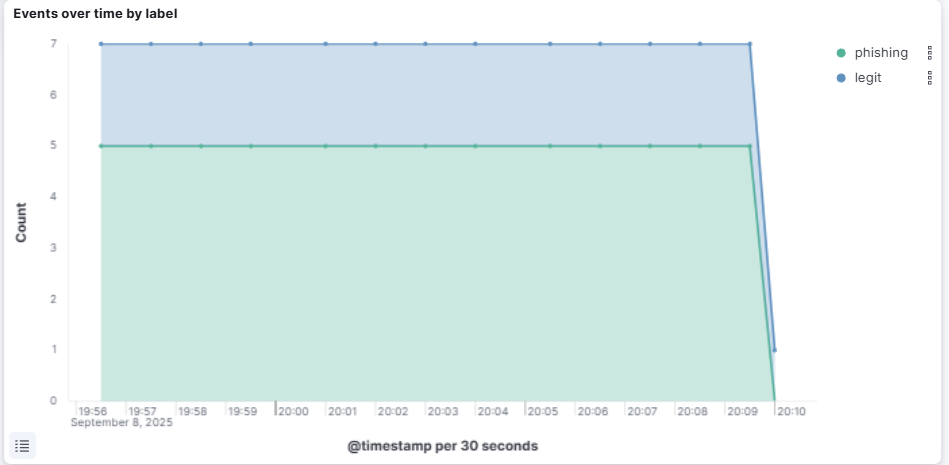 Events over time by label
phishing
legit
7
6
5
4
3
2
1
0
Count
19:56 19:57 19:58 19:59 20:00 20:01 20:02 20:03 20:04 20:05 20:06 20:07 20:08 20:09 20:10
September 8, 2025
@timestamp per 30 seconds